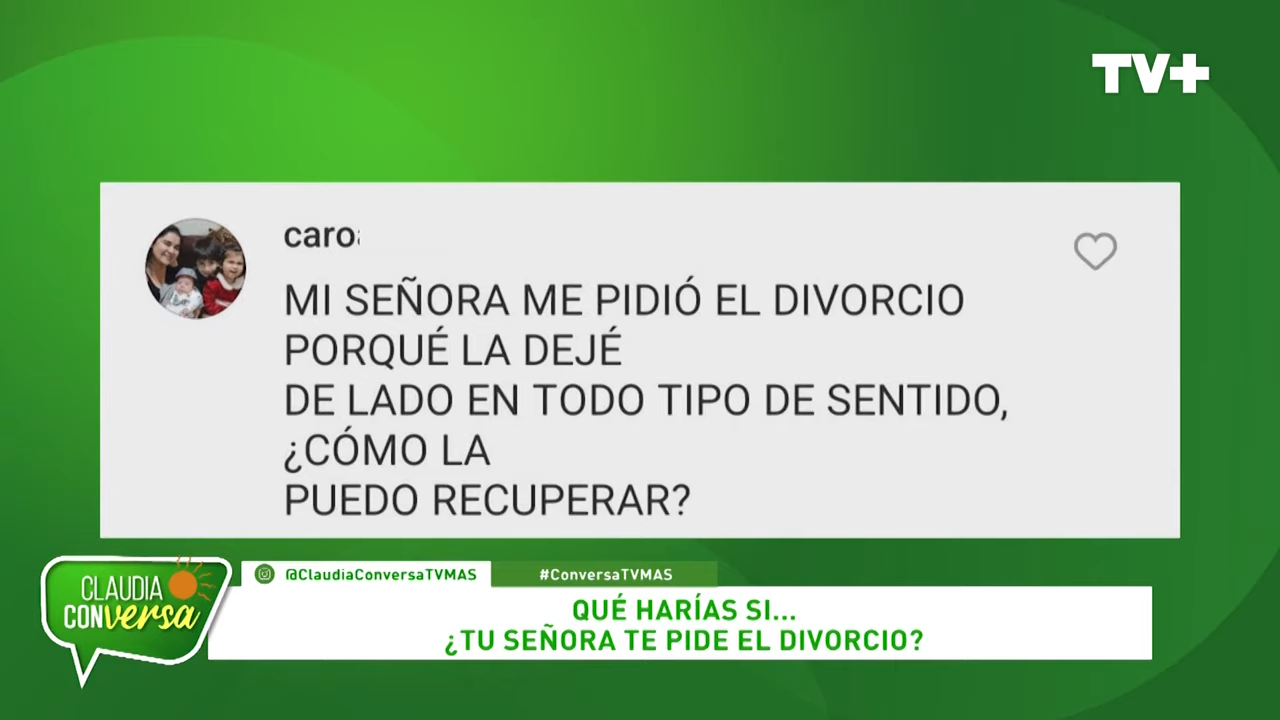 TV+
caro
MI SEÑORA ME PIDIÓ EL DIVORCIO
PORQUÉ LA DEJÉ
DE LADO EN TODO TIPO DE SENTIDO,
¿CÓMO LA
PUEDO RECUPERAR?
@ClaudiaConversaTVMAS
#ConversaTVMAS
CLAUDIA
CONversa
QUÉ HARÍAS SI...
¿TU SEÑORA TE PIDE EL DIVORCIO?